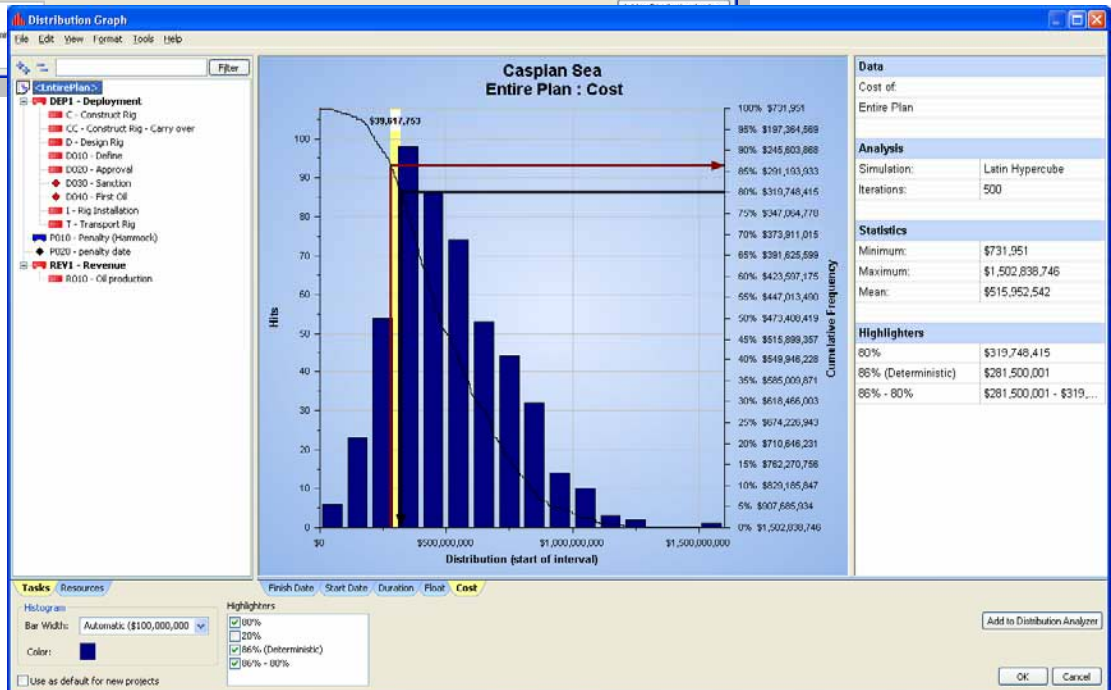 Distribution Graph
File Edit View Format Tools Help
Filter
<EntirePlan>
DEP1 - Deployment
C - Construct Rig
CC - Construct Rig - Carry over
D - Design Rig
D010 - Define
D020 - Approval
D030 - Sanction
D040 - First Oil
I - Rig Installation
T - Transport Rig
P010 - Penalty (Hammock)
P020 - penalty date
REV1 - Revenue
R010 - Oil production
Caspian Sea
Entire Plan : Cost
$39,617,753
Hits
100
90
80
70
60
50
40
30
20
10
0
$0
$500,000,000
$1,000,000,000
$1,500,000,000
Distribution (start of interval)
Cumulative Frequency
100% $731,951
95% $197,364,569
90% $245,603,868
85% $291,193,933
80% $319,748,415
75% $347,064,770
70% $373,911,015
65% $391,625,599
60% $423,597,175
55% $447,013,490
50% $473,408,419
45% $515,899,357
40% $549,946,228
35% $585,009,871
30% $618,466,003
25% $674,226,943
20% $710,646,231
15% $762,270,756
10% $829,185,847
5% $907,685,934
0% $1,502,838,746
Data
Cost of:
Entire Plan
Analysis
Simulation: Latin Hypercube
Iterations: 500
Statistics
Minimum: $731,951
Maximum: $1,502,838,746
Mean: $515,952,542
Highlighters
80% $319,748,415
86% (Deterministic) $281,500,001
86% - 80% $281,500,001 - $319,...
Tasks Resources
Finish Date Start Date Duration Float Cost
Histogram
Bar Width: Automatic ($100,000,000
Color:
Use as default for new projects
Highlighters
80%
20%
86% (Deterministic)
86% - 80%
Add to Distribution Analyzer
OK Cancel